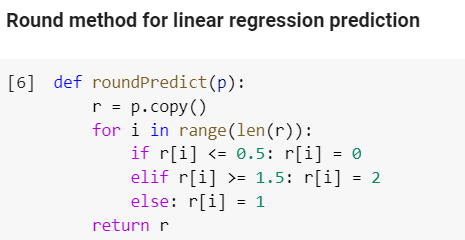 Round method for linear regression prediction
[6] def roundPredict(p):
        r = p.copy()
        for i in range(len(r)):
            if r[i] <= 0.5: r[i] = 0
            elif r[i] >= 1.5: r[i] = 2
            else: r[i] = 1
        return r